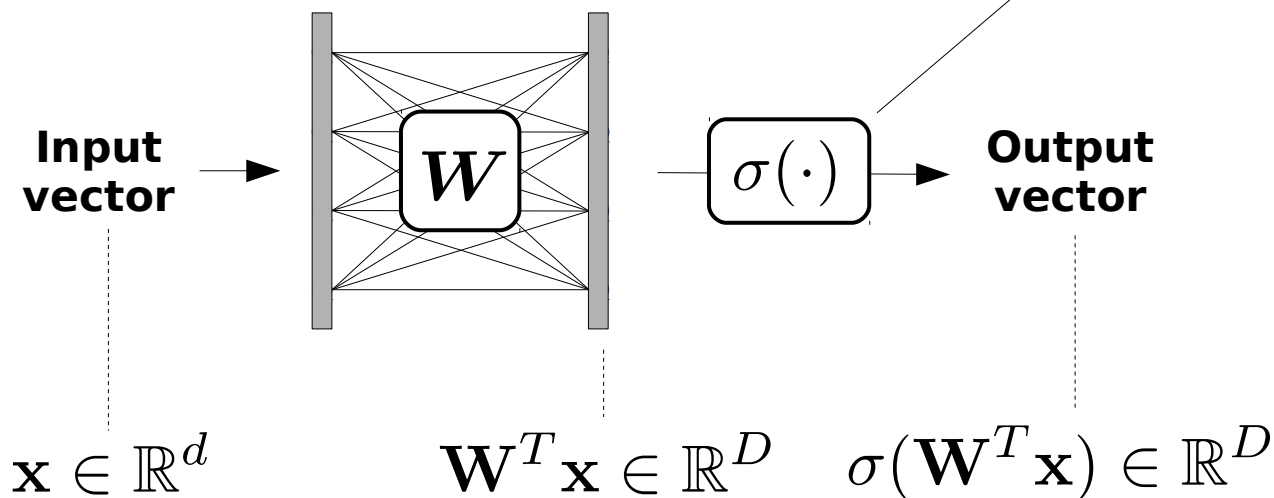 Input
vector
W
σ(·)
Output
vector
x ∈ ℝ^d
W^T x ∈ ℝ^D
σ(W^T x) ∈ ℝ^D